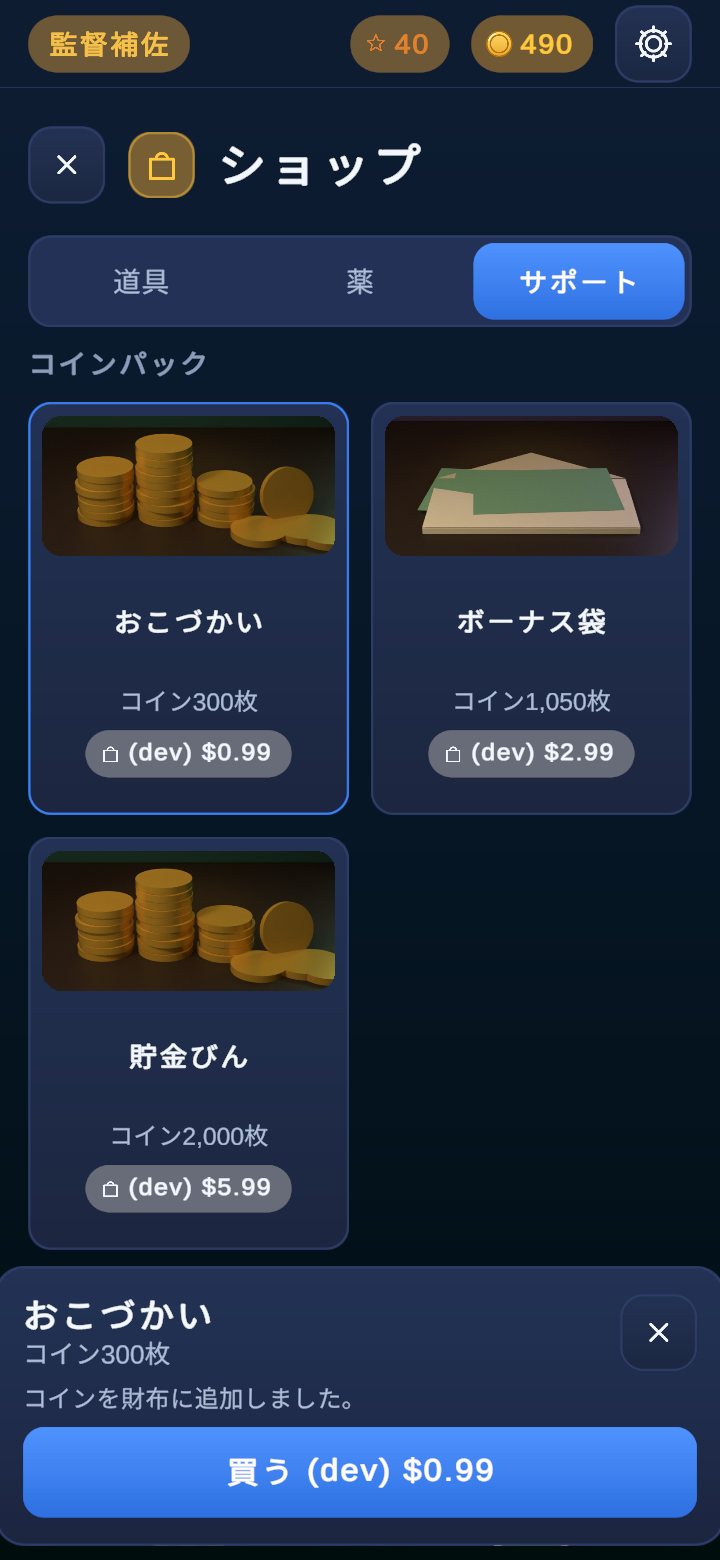 監督補佐
40
490
ショップ
道具
薬
サポート
コインパック
おこづかい
コイン300枚
(dev) $0.99
ボーナス袋
コイン1,050枚
(dev) $2.99
貯金びん
コイン2,000枚
(dev) $5.99
おこづかい
コイン300枚
コインを財布に追加しました。
買う (dev) $0.99